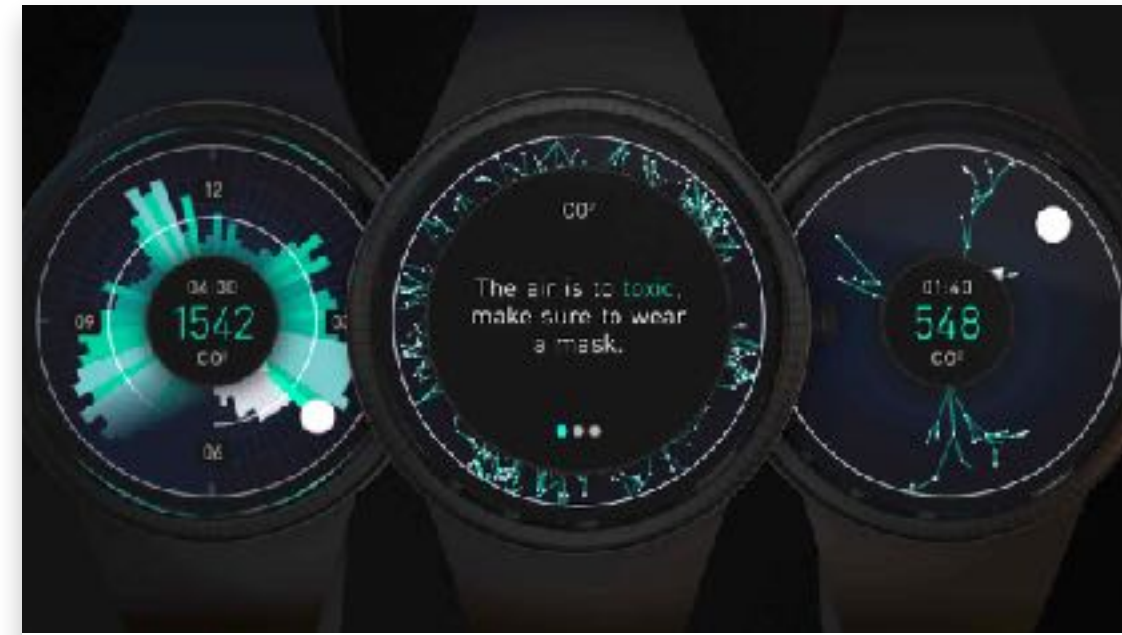 12
09
03
06
04:30
1542
CO²
CO²
The air is to toxic,
make sure to wear
a mask.
01:40
548
CO²